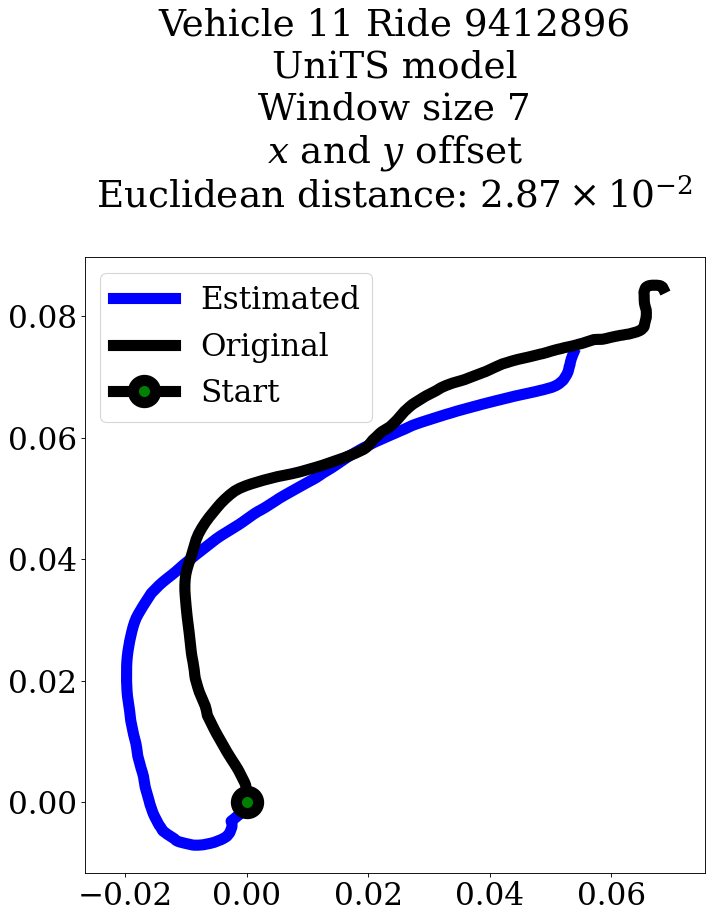 Vehicle 11 Ride 9412896
UniTS model
Window size 7
x and y offset
Euclidean distance: 2.87 × 10⁻²
Estimated
Original
Start
0.08
0.06
0.04
0.02
0.00
−0.02 0.00 0.02 0.04 0.06